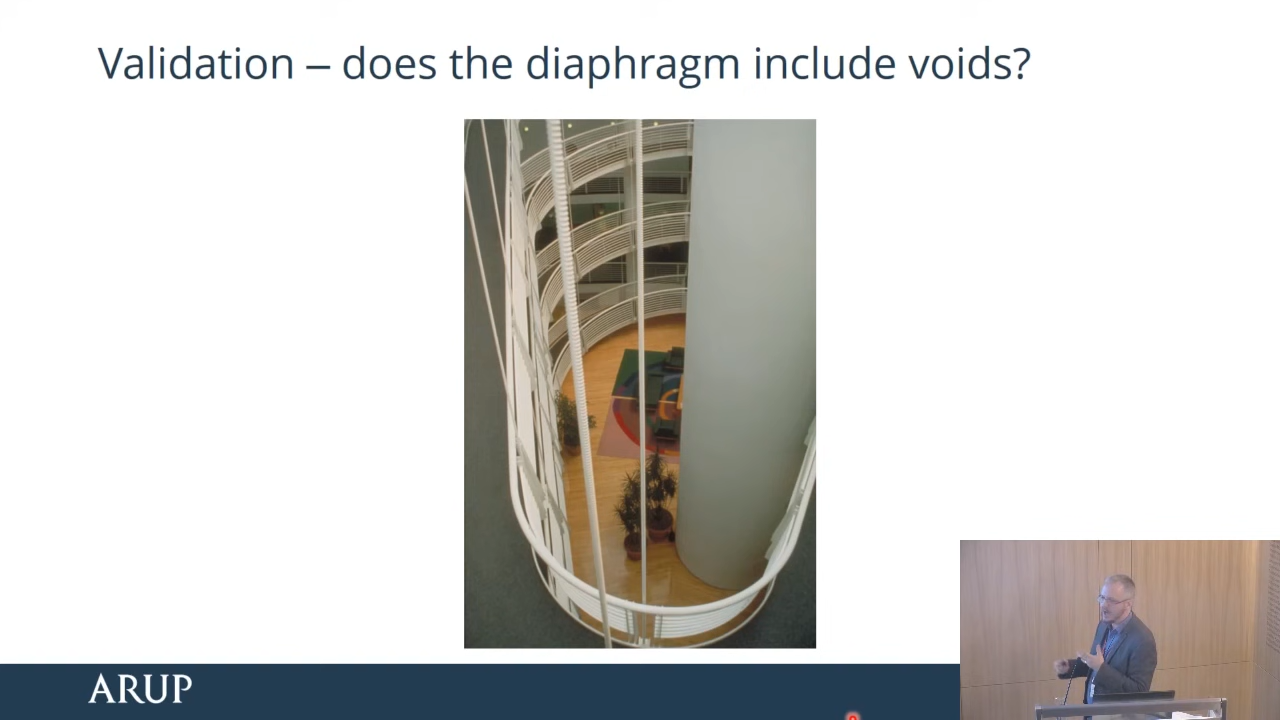 Validation – does the diaphragm include voids?
ARUP